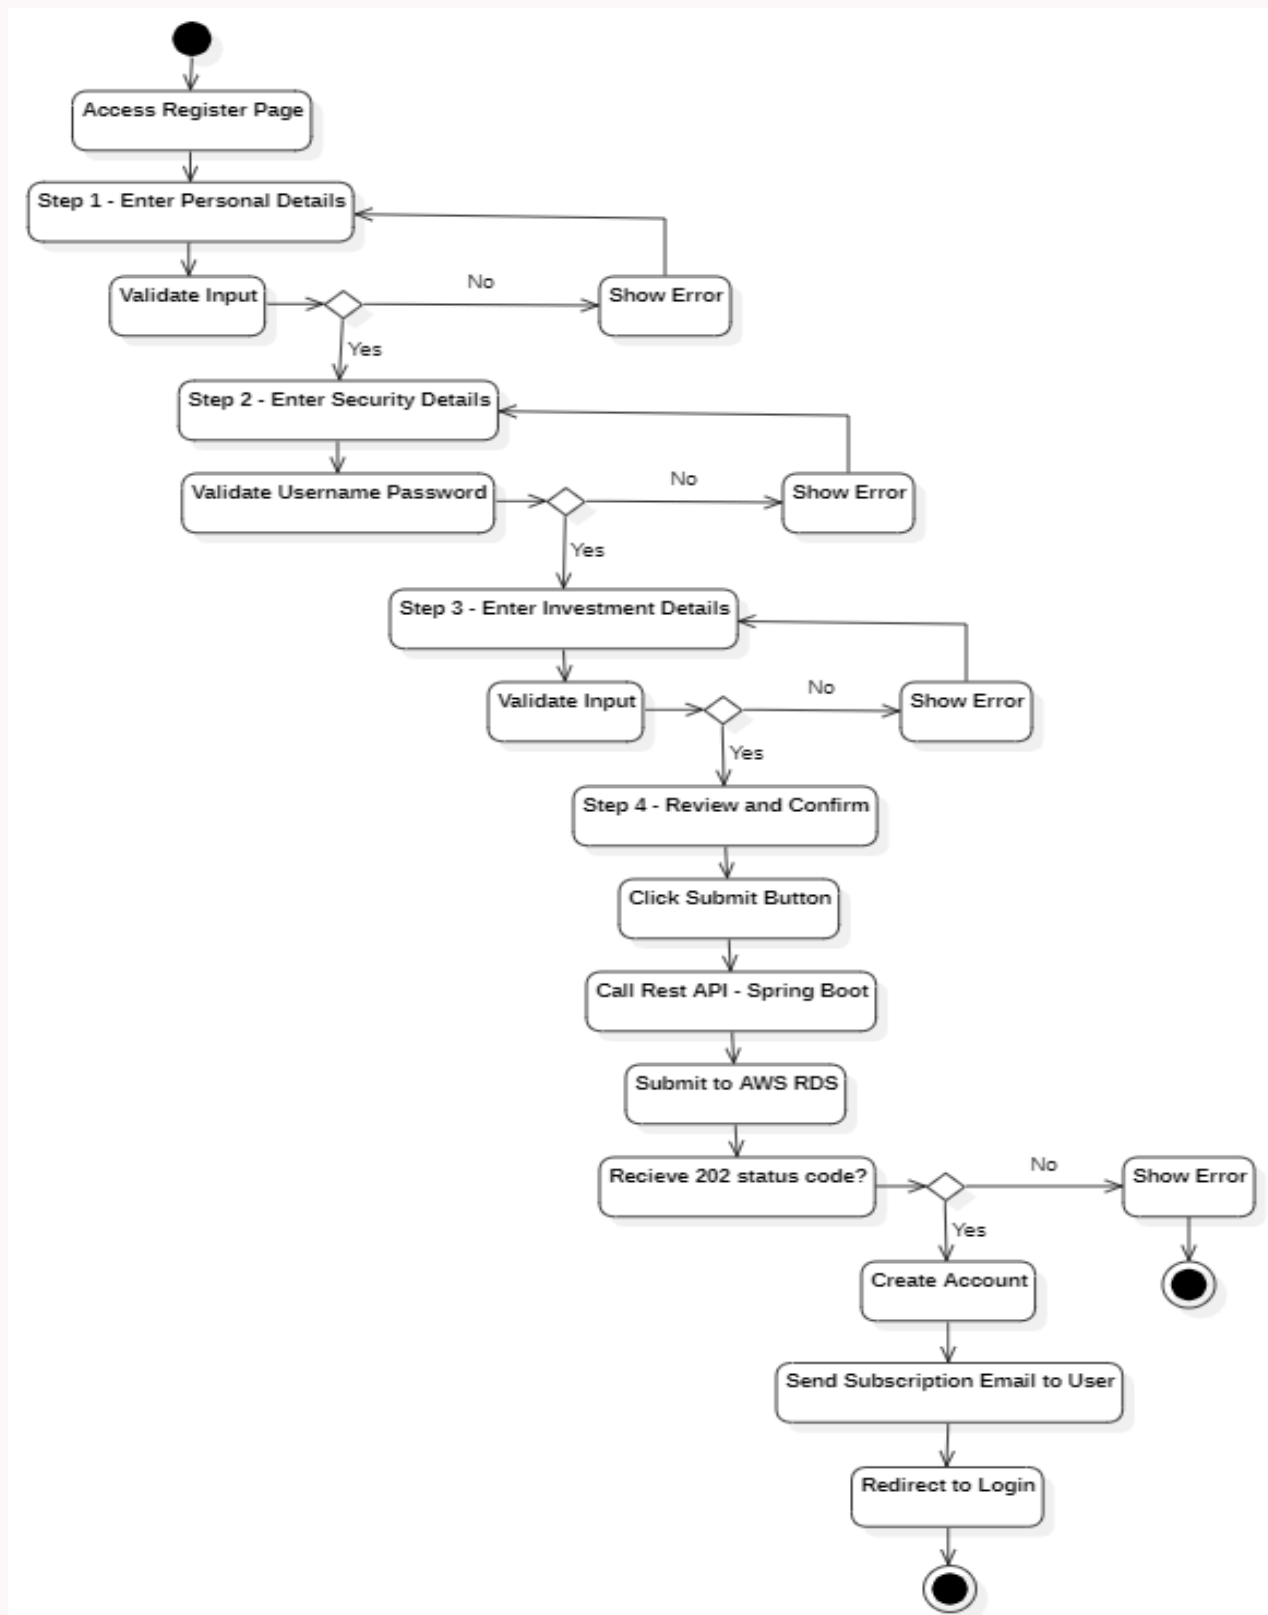 Access Register Page
Step 1 - Enter Personal Details
Validate Input
No
Show Error
Yes
Step 2 - Enter Security Details
Validate Username Password
No
Show Error
Yes
Step 3 - Enter Investment Details
Validate Input
No
Show Error
Yes
Step 4 - Review and Confirm
Click Submit Button
Call Rest API - Spring Boot
Submit to AWS RDS
Recieve 202 status code?
No
Show Error
Yes
Create Account
Send Subscription Email to User
Redirect to Login